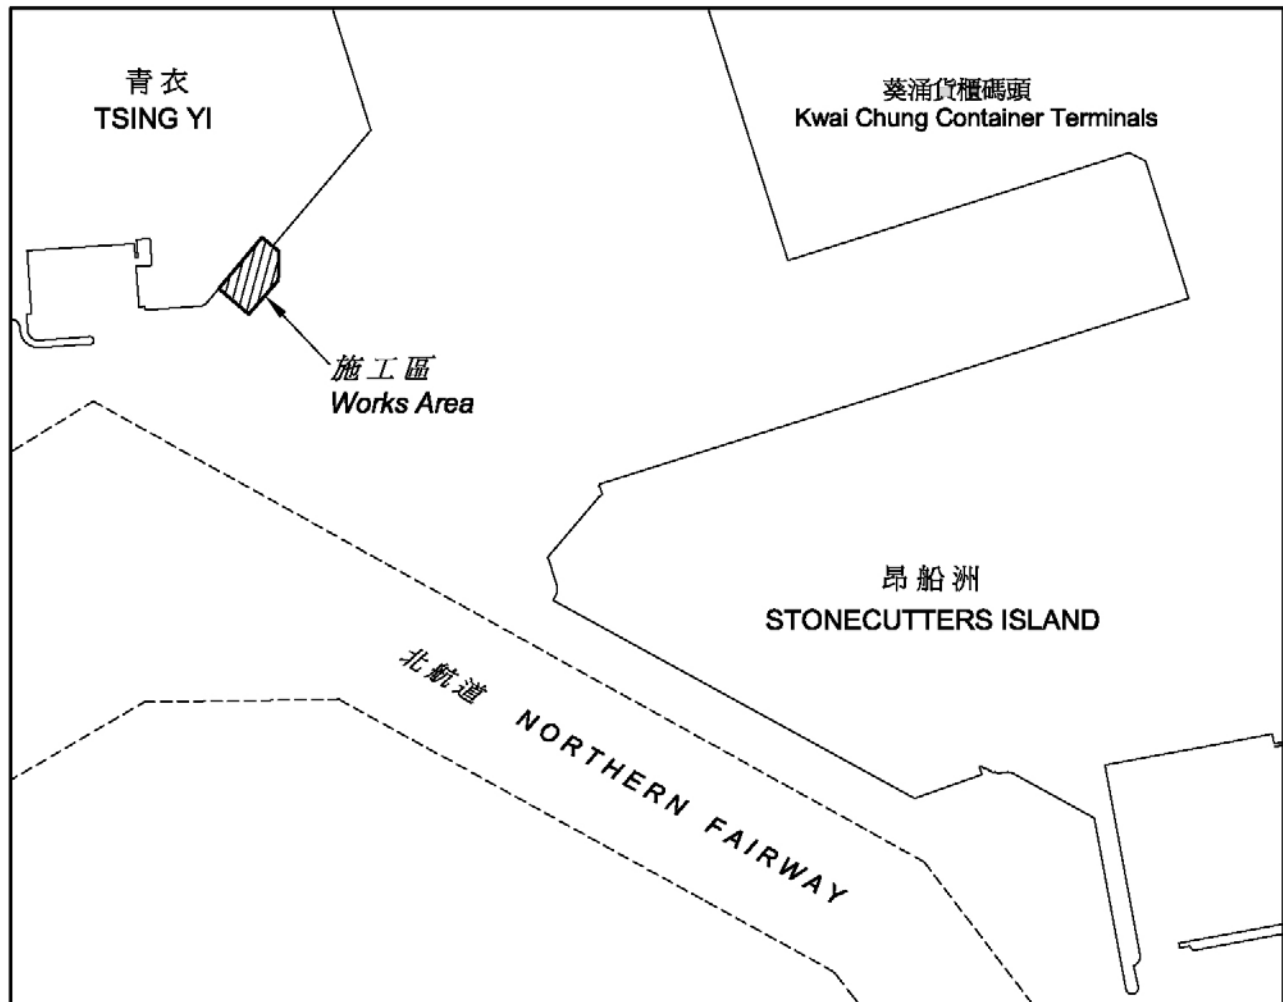 青衣
TSING YI
葵涌貨櫃碼頭
Kwai Chung Container Terminals
施工區
Works Area
昂船洲
STONECUTTERS ISLAND
北航道 NORTHERN FAIRWAY